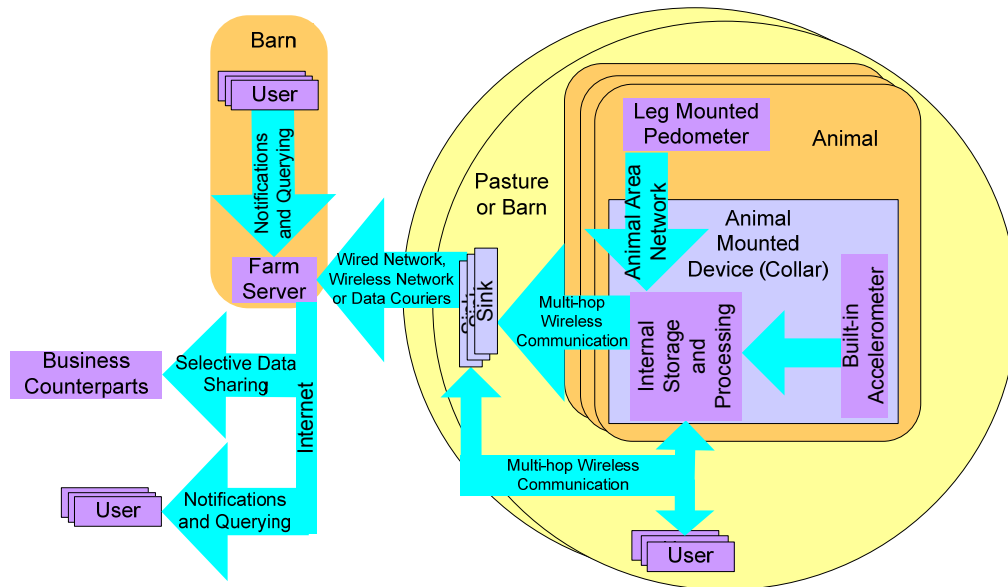 Barn
User
Notifications
and Querying
Farm
Server
Wired Network,
Wireless Network
or Data Couriers
Business
Counterparts
Selective Data
Sharing
Internet
User
Notifications
and Querying
Pasture
or Barn
Sink
Multi-hop
Wireless
Communication
Leg Mounted
Pedometer
Animal
Animal Area
Network
Animal
Mounted
Device (Collar)
Internal
Storage
and
Processing
Built-in
Accelerometer
Multi-hop Wireless
Communication
User